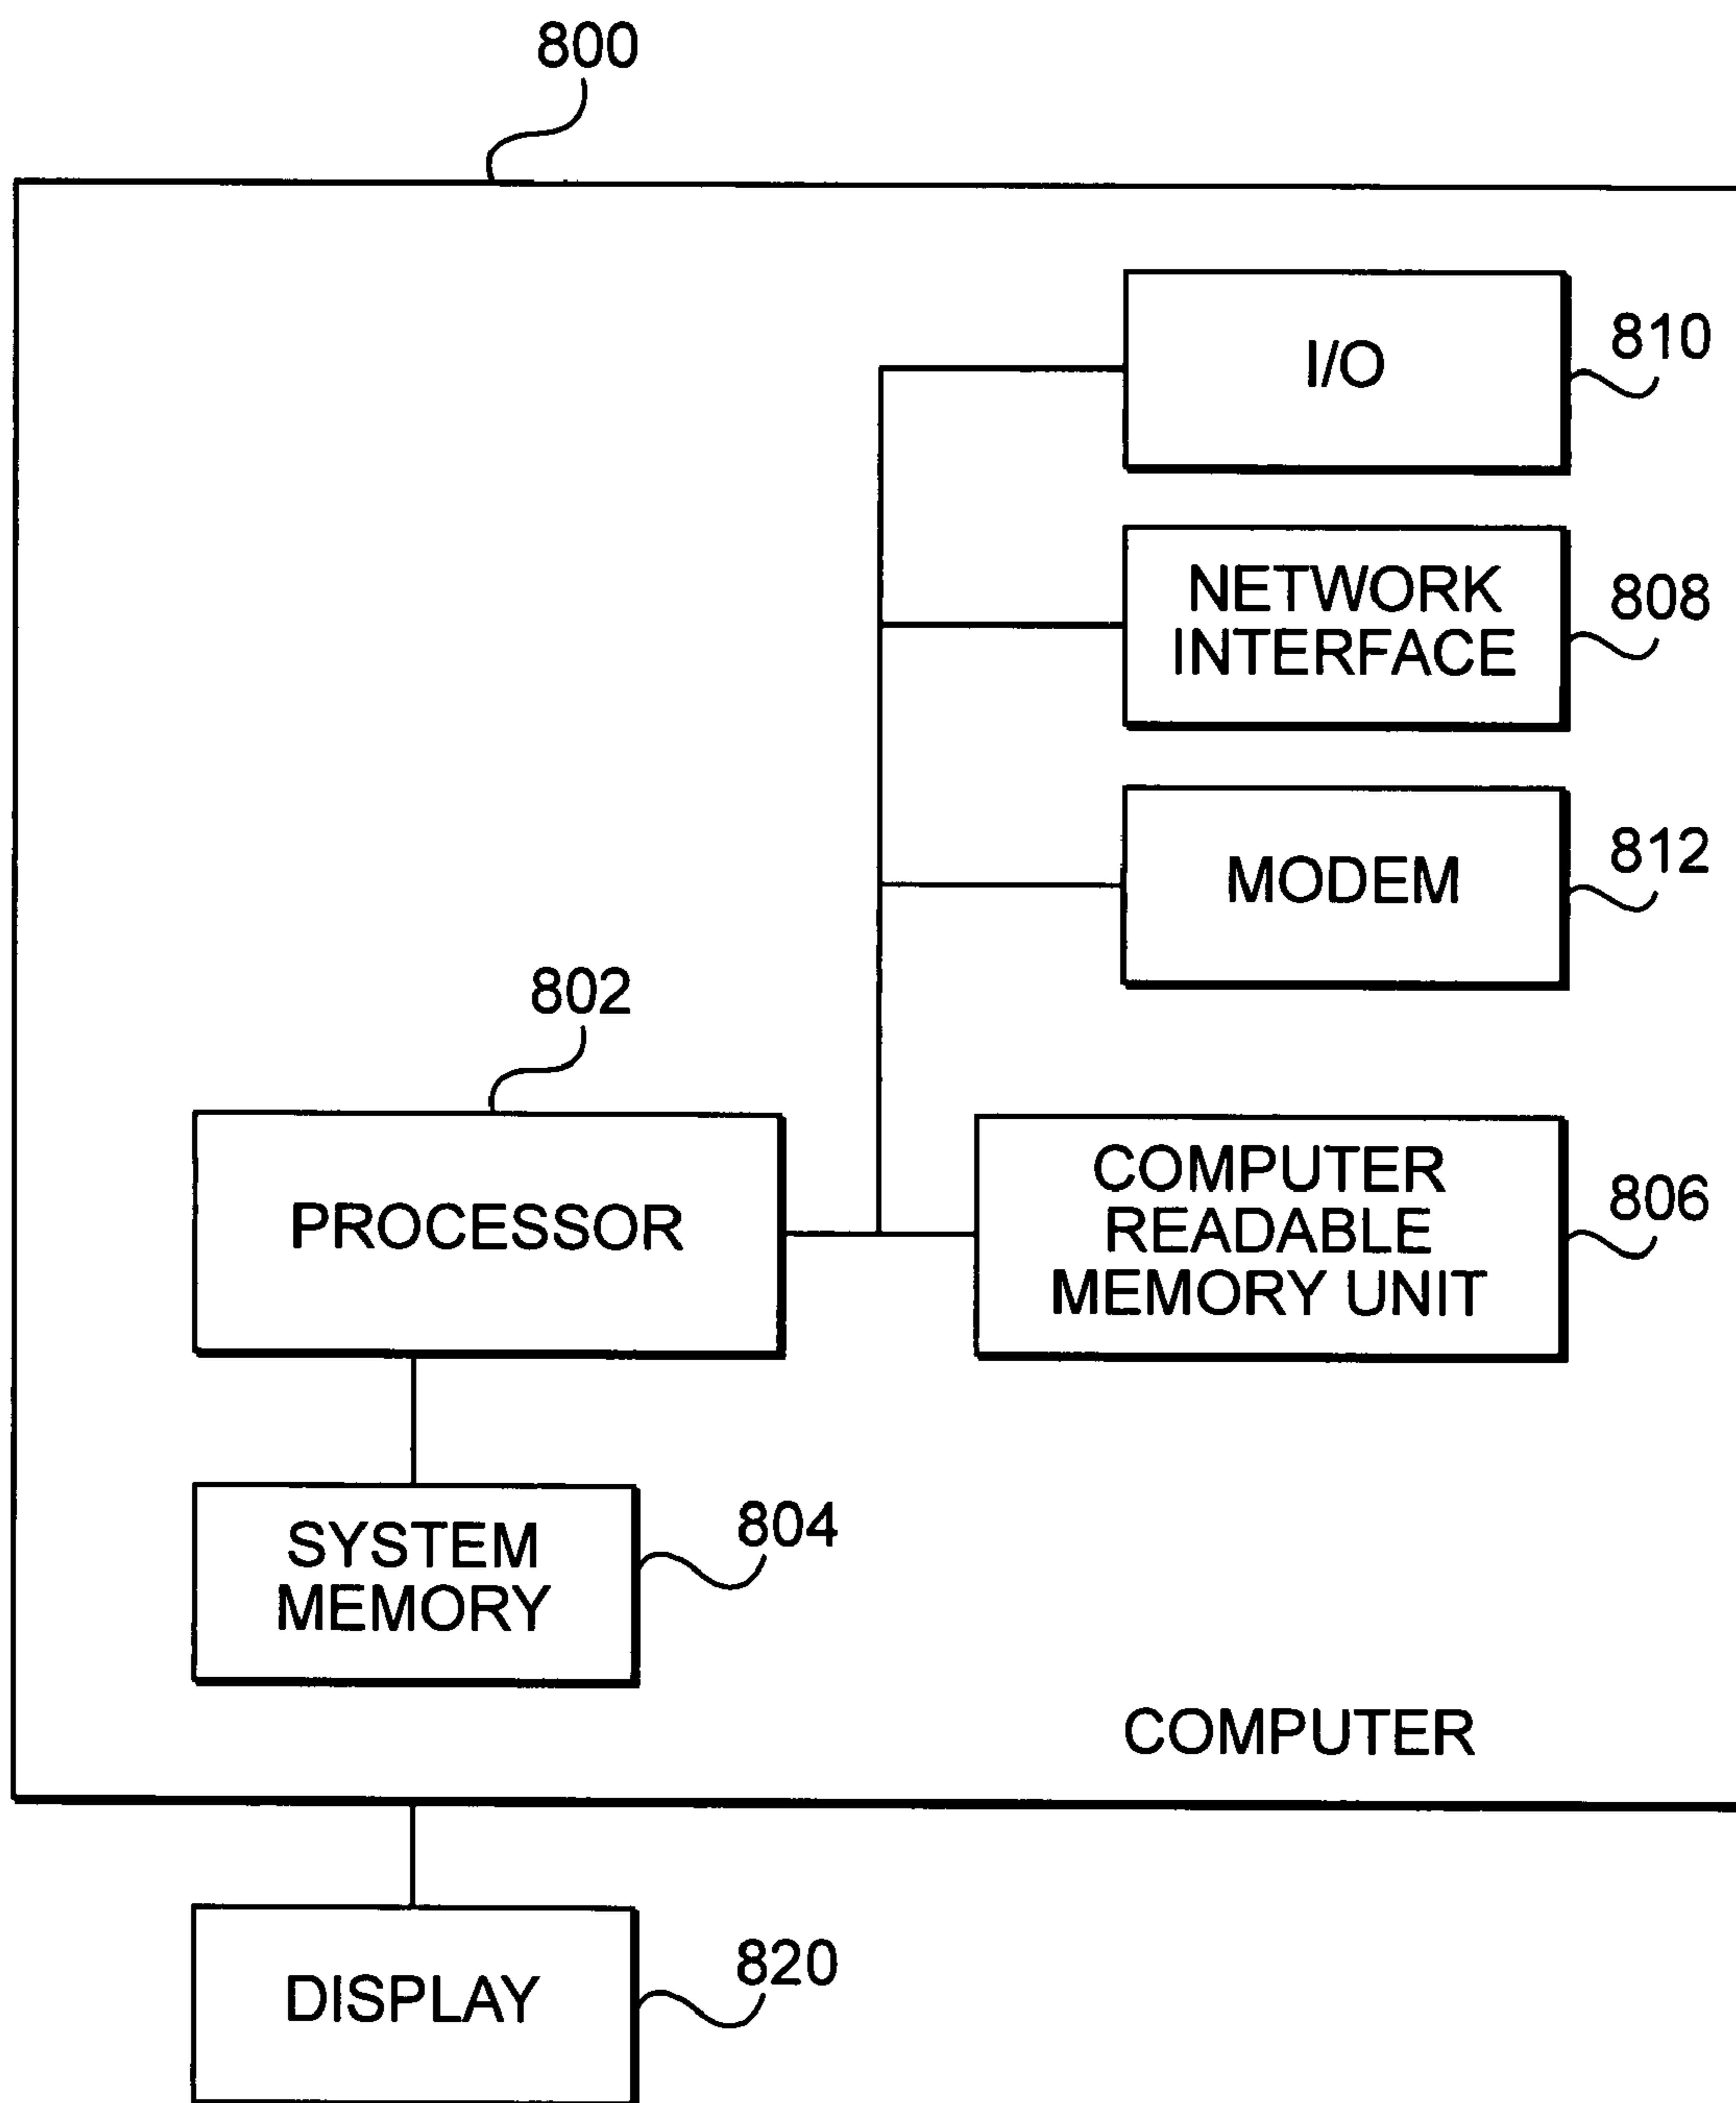 800
I/O
810
NETWORK
INTERFACE
808
MODEM
812
802
PROCESSOR
COMPUTER
READABLE
MEMORY UNIT
806
SYSTEM
MEMORY
804
COMPUTER
DISPLAY
820